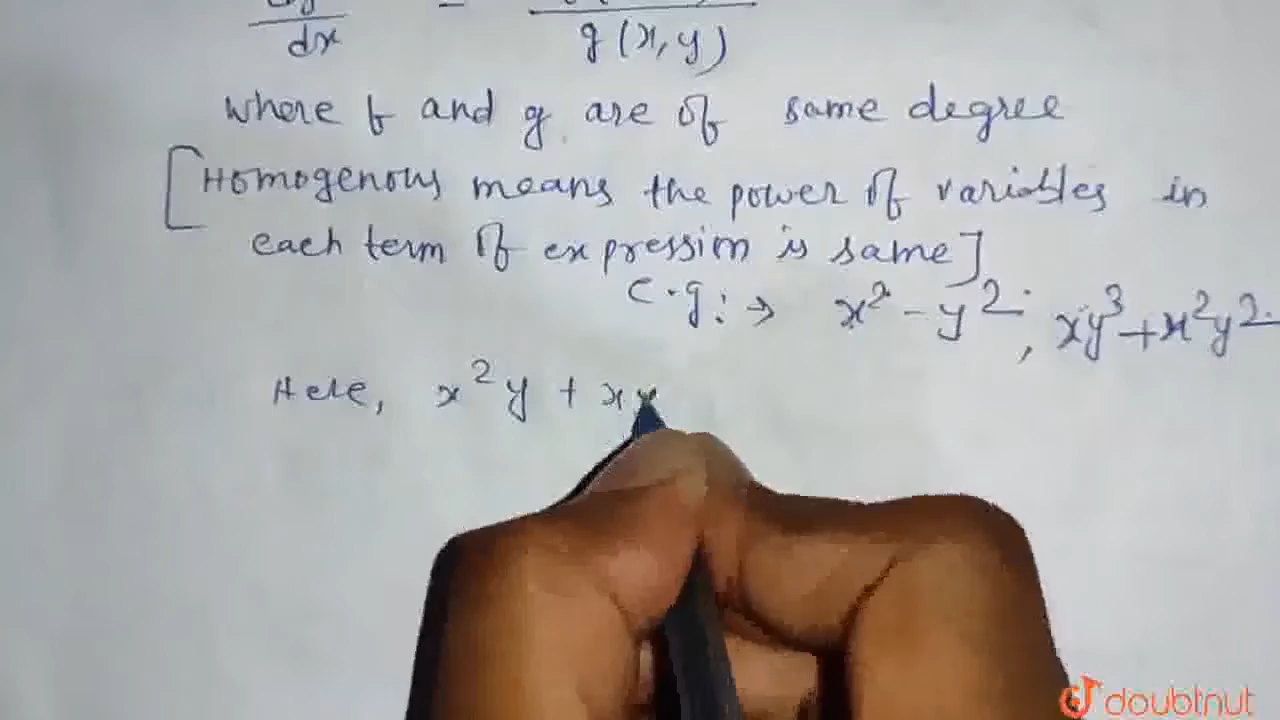 dx
g(x, y)
where f and g are of same degree
[Homogenous means the power of variables in
each term of expression is same]
e.g: → x² - y², xy³ + x²y²
Here, x²y + x
doubtnut